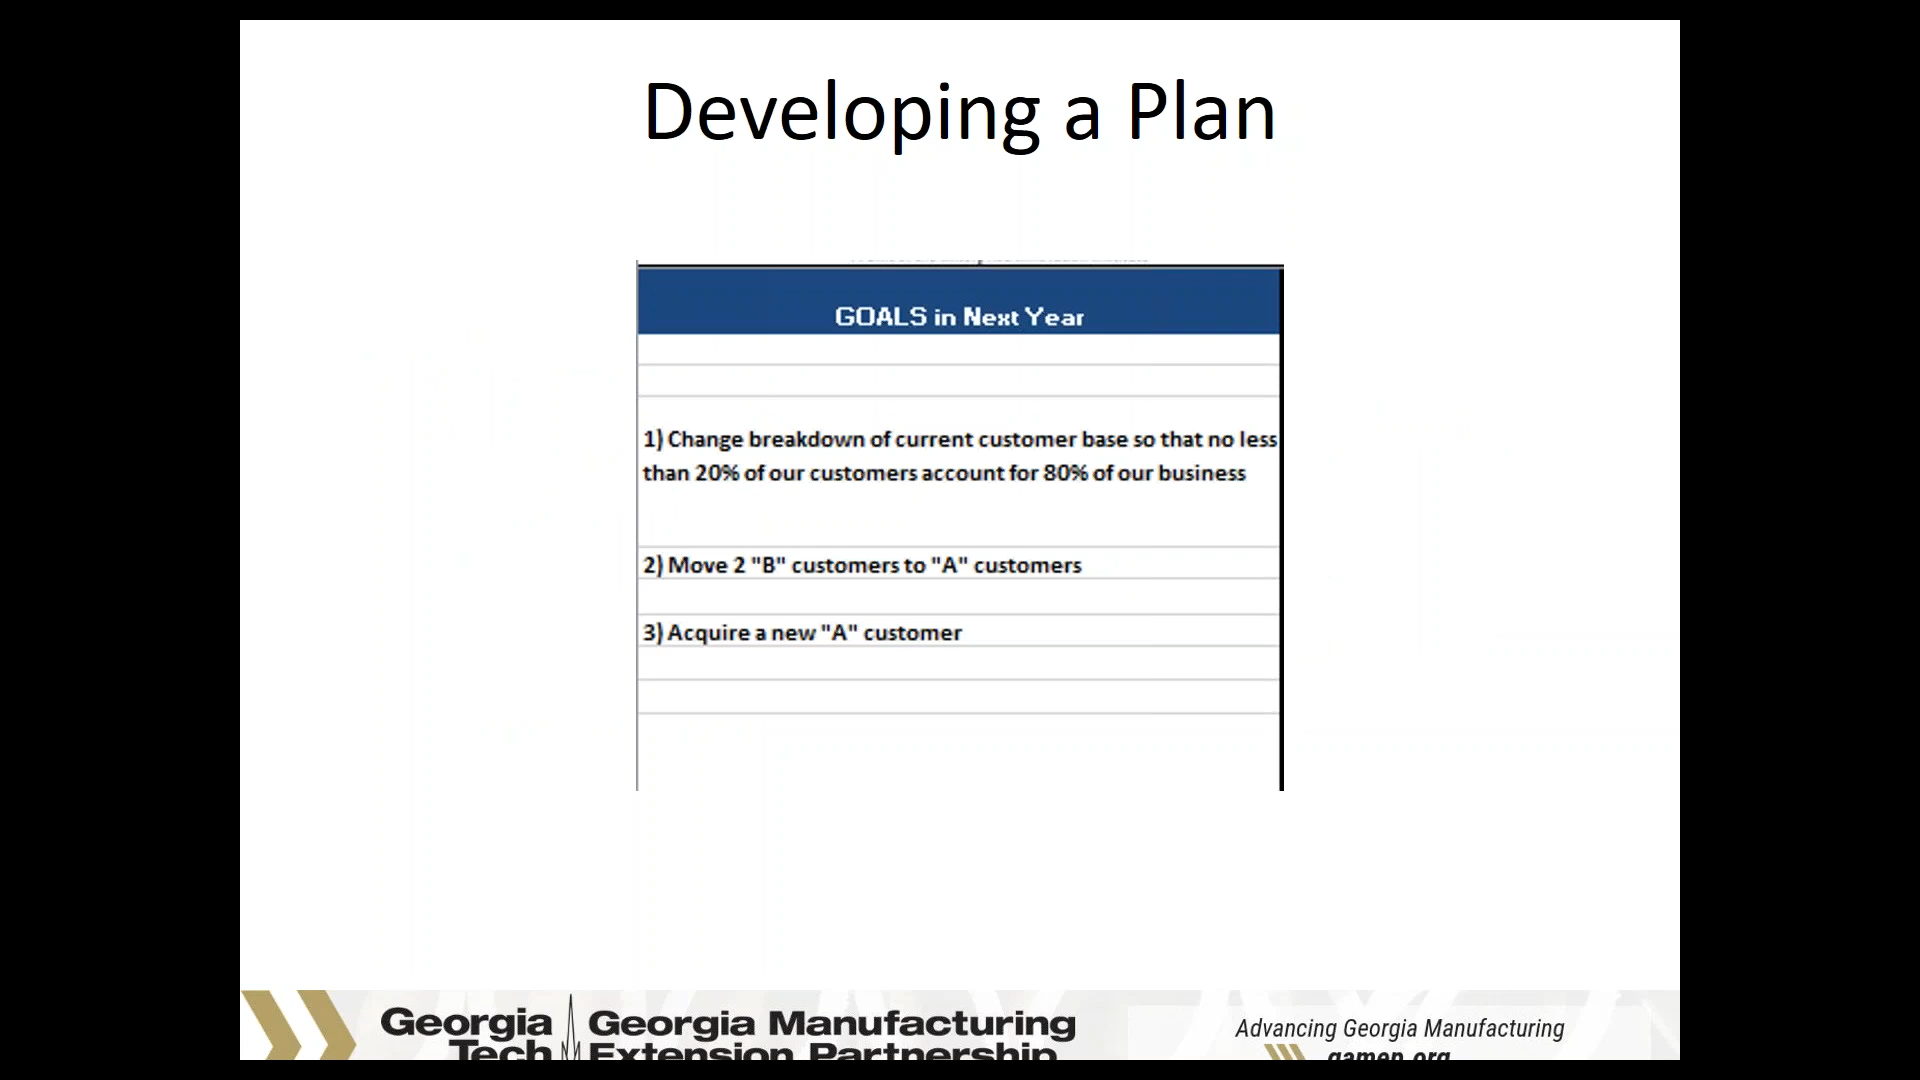 Developing a Plan
GOALS in Next Year
1) Change breakdown of current customer base so that no less
than 20% of our customers account for 80% of our business
2) Move 2 "B" customers to "A" customers
3) Acquire a new "A" customer
Georgia
Tech
Georgia Manufacturing
Extension Partnership
Advancing Georgia Manufacturing
gamep.org